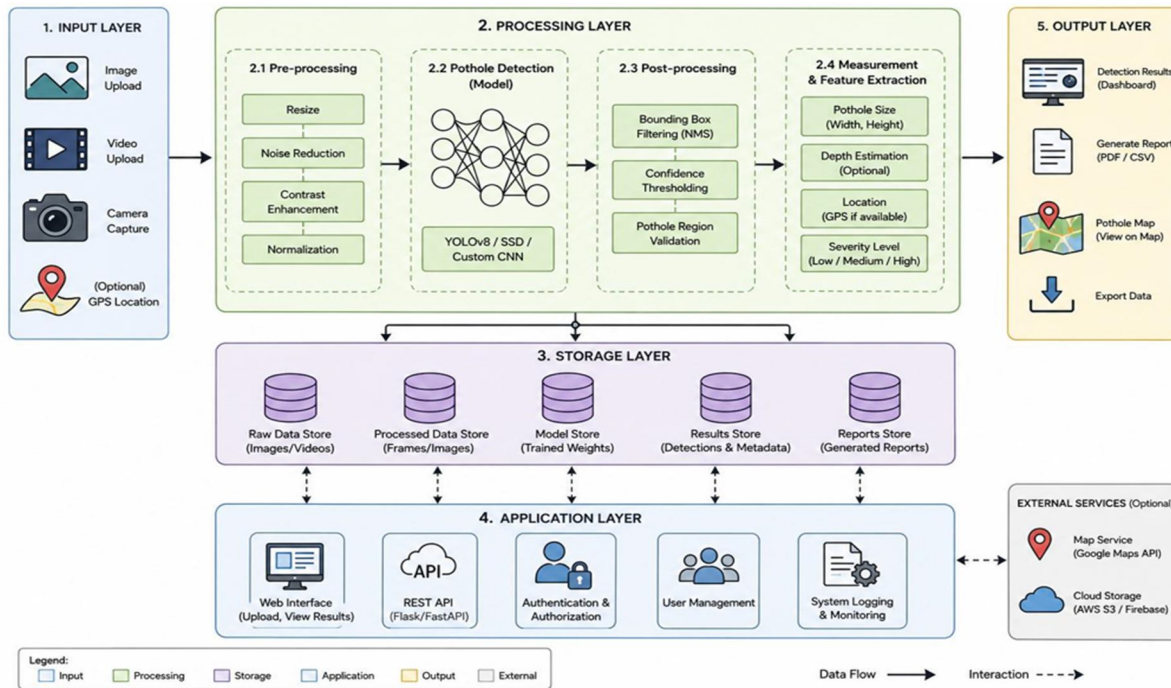 1. INPUT LAYER
Image
Upload
Video
Upload
Camera
Capture
(Optional)
GPS Location
2. PROCESSING LAYER
2.1 Pre-processing
Resize
Noise Reduction
Contrast
Enhancement
Normalization
2.2 Pothole Detection
(Model)
YOLOv8 / SSD /
Custom CNN
2.3 Post-processing
Bounding Box
Filtering (NMS)
Confidence
Thresholding
Pothole Region
Validation
2.4 Measurement
& Feature Extraction
Pothole Size
(Width, Height)
Depth Estimation
(Optional)
Location
(GPS if available)
Severity Level
(Low / Medium / High)
5. OUTPUT LAYER
Detection Results
(Dashboard)
Generate Report
(PDF / CSV)
Pothole Map
(View on Map)
Export Data
3. STORAGE LAYER
Raw Data Store
(Images/Videos)
Processed Data Store
(Frames/Images)
Model Store
(Trained Weights)
Results Store
(Detections & Metadata)
Reports Store
(Generated Reports)
4. APPLICATION LAYER
Web Interface
(Upload, View Results)
API
REST API
(Flask/FastAPI)
Authentication &
Authorization
User Management
System Logging
& Monitoring
EXTERNAL SERVICES (Optional
Map Service
(Google Maps API)
Cloud Storage
(AWS S3 / Firebase)
Legend:
Input
Processing
Storage
Application
Output
External
Data Flow
Interaction